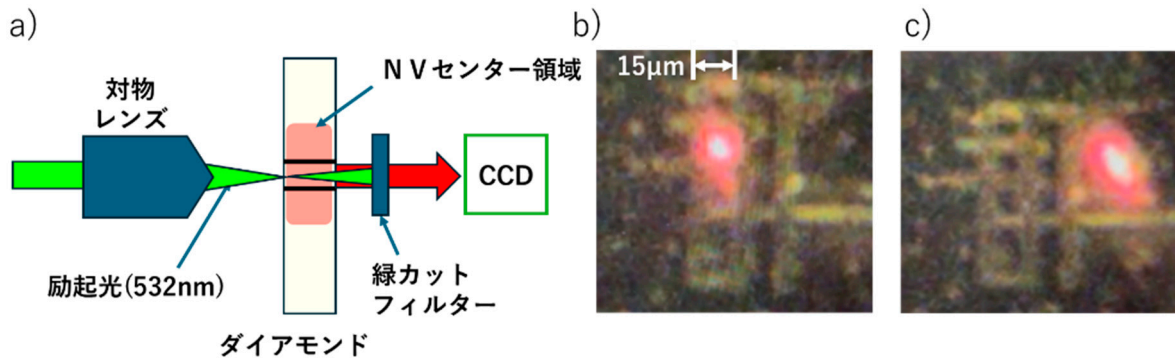 a)
対物
レンズ
NVセンター領域
CCD
励起光(532nm)
緑カット
フィルター
ダイアモンド
b)
15μm
c)